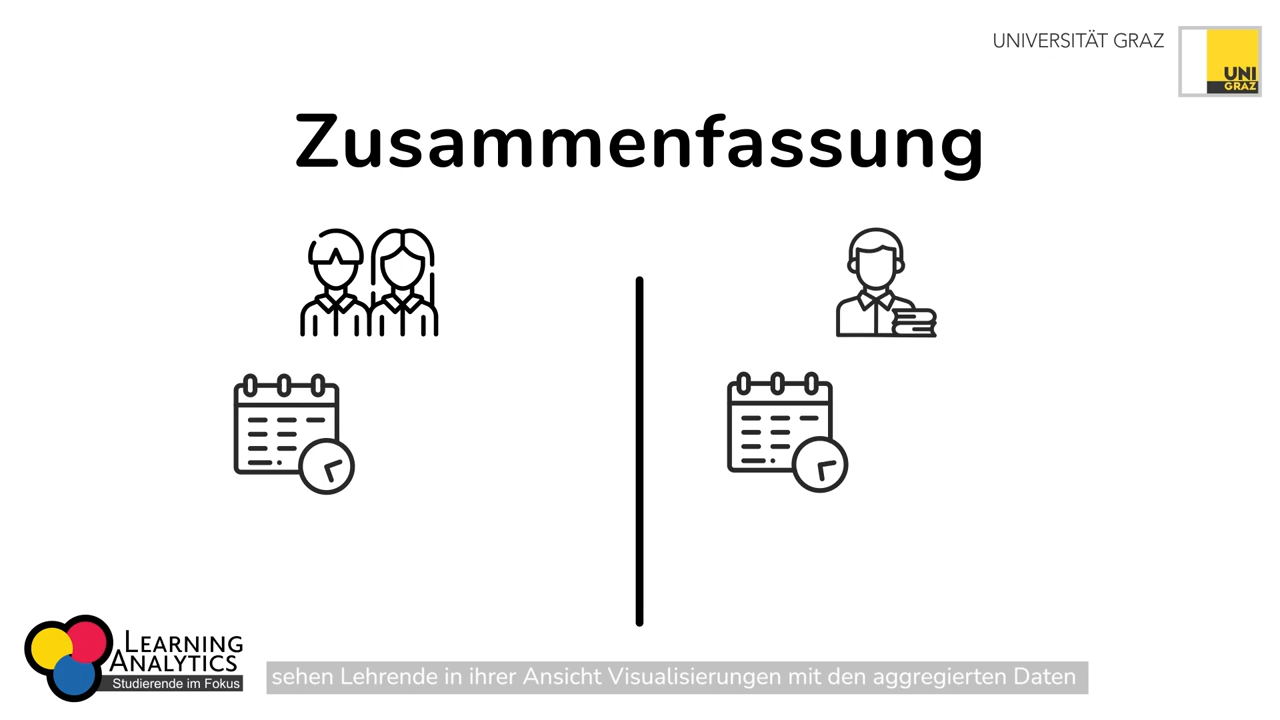 UNIVERSITÄT GRAZ
UNI
GRAZ
Zusammenfassung
LEARNING
ANALYTICS
Studierende im Fokus
sehen Lehrende in ihrer Ansicht Visualisierungen mit den aggregierten Daten